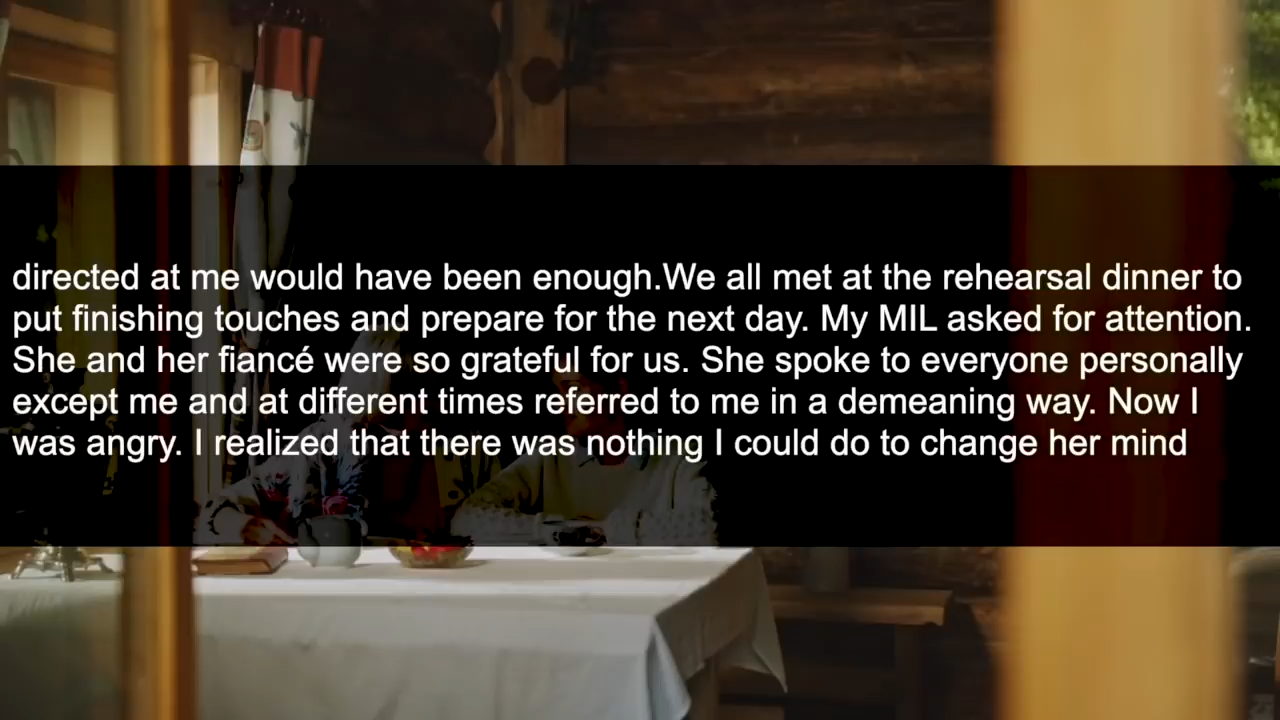 directed at me would have been enough.We all met at the rehearsal dinner to
put finishing touches and prepare for the next day. My MIL asked for attention.
She and her fiancé were so grateful for us. She spoke to everyone personally
except me and at different times referred to me in a demeaning way. Now I
was angry. I realized that there was nothing I could do to change her mind